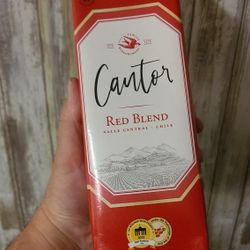 Cantor
RED BLEND
VALLE CENTRAL - CHILE